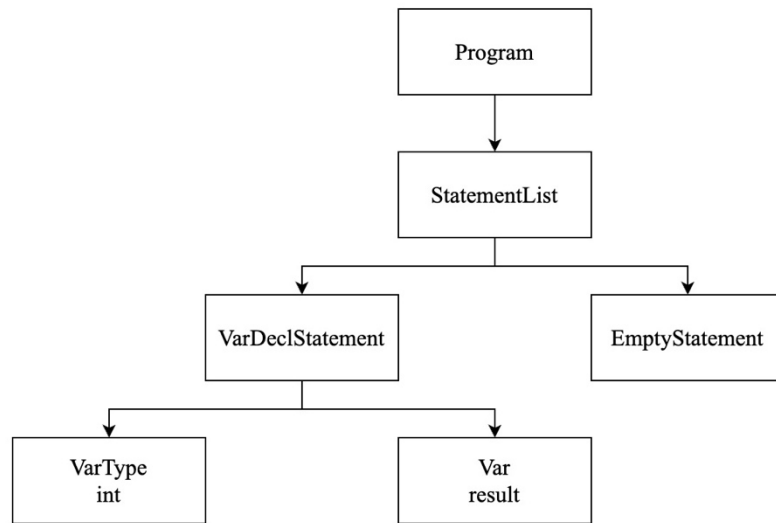 Program
StatementList
VarDeclStatement
EmptyStatement
VarType
int
Var
result